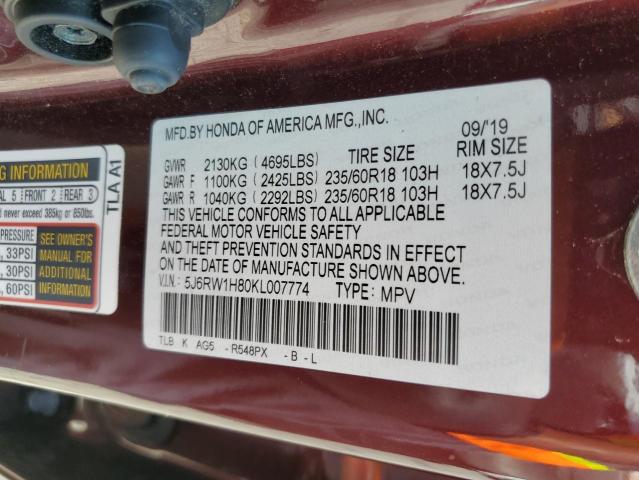 MFD.BY HONDA OF AMERICA MFG.,INC. 09/'19
GVWR 2130KG (4695LBS) TIRE SIZE RIM SIZE
GAWR F 1100KG (2425LBS) 235/60R18 103H 18X7.5J
GAWR R 1040KG (2292LBS) 235/60R18 103H 18X7.5J
THIS VEHICLE CONFORMS TO ALL APPLICABLE
FEDERAL MOTOR VEHICLE SAFETY
AND THEFT PREVENTION STANDARDS IN EFFECT
ON THE DATE OF MANUFACTURE SHOWN ABOVE.
V.I.N.: 5J6RW1H80KL007774 TYPE: MPV
TLB K AG5 -R548PX -B-L
INFORMATION
5 FRONT 2 REAR 3
never exceed 385kg or 850lbs.
TLA A1
PRESSURE
33PSI
30PSI
60PSI
SEE OWNER'S
MANUAL FOR
ADDITIONAL
INFORMATION